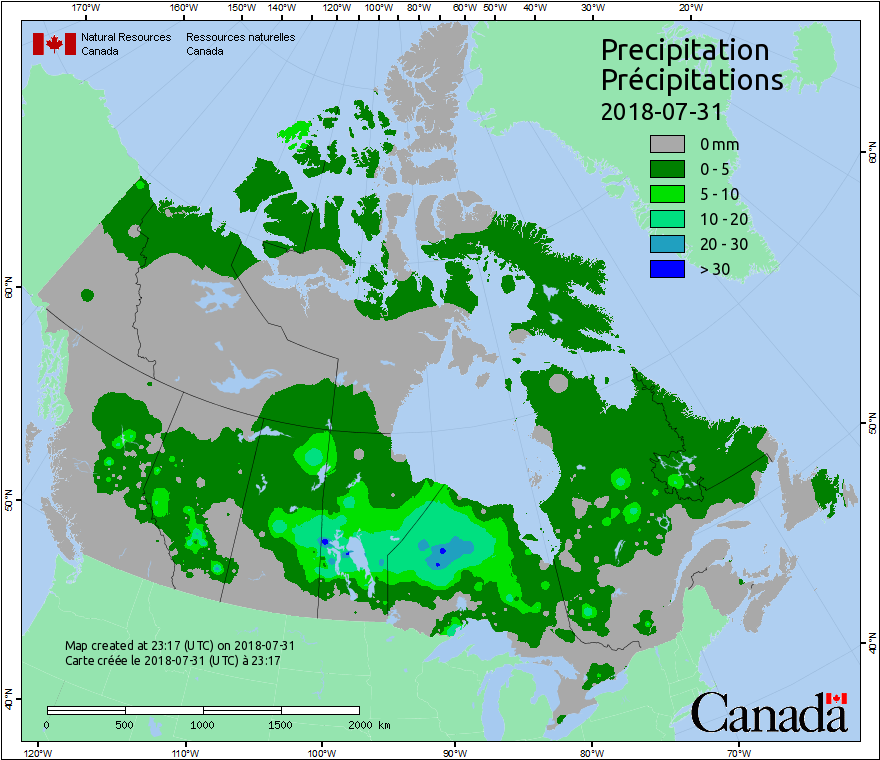 170°W 160°W 150°W 140°W 120°W 100°W 80°W 60°W 50°W 40°W 30°W 20°W
Natural Resources Ressources naturelles
Canada Canada
Precipitation
Précipitations
2018-07-31
0 mm
0 - 5
5 - 10
10 - 20
20 - 30
> 30
60°N
60°N
50°N
50°N
40°N
40°N
Map created at 23:17 (UTC) on 2018-07-31
Carte créée le 2018-07-31 (UTC) à 23:17
0 500 1000 1500 2000 km
Canada
120°W 110°W 100°W 90°W 80°W 70°W